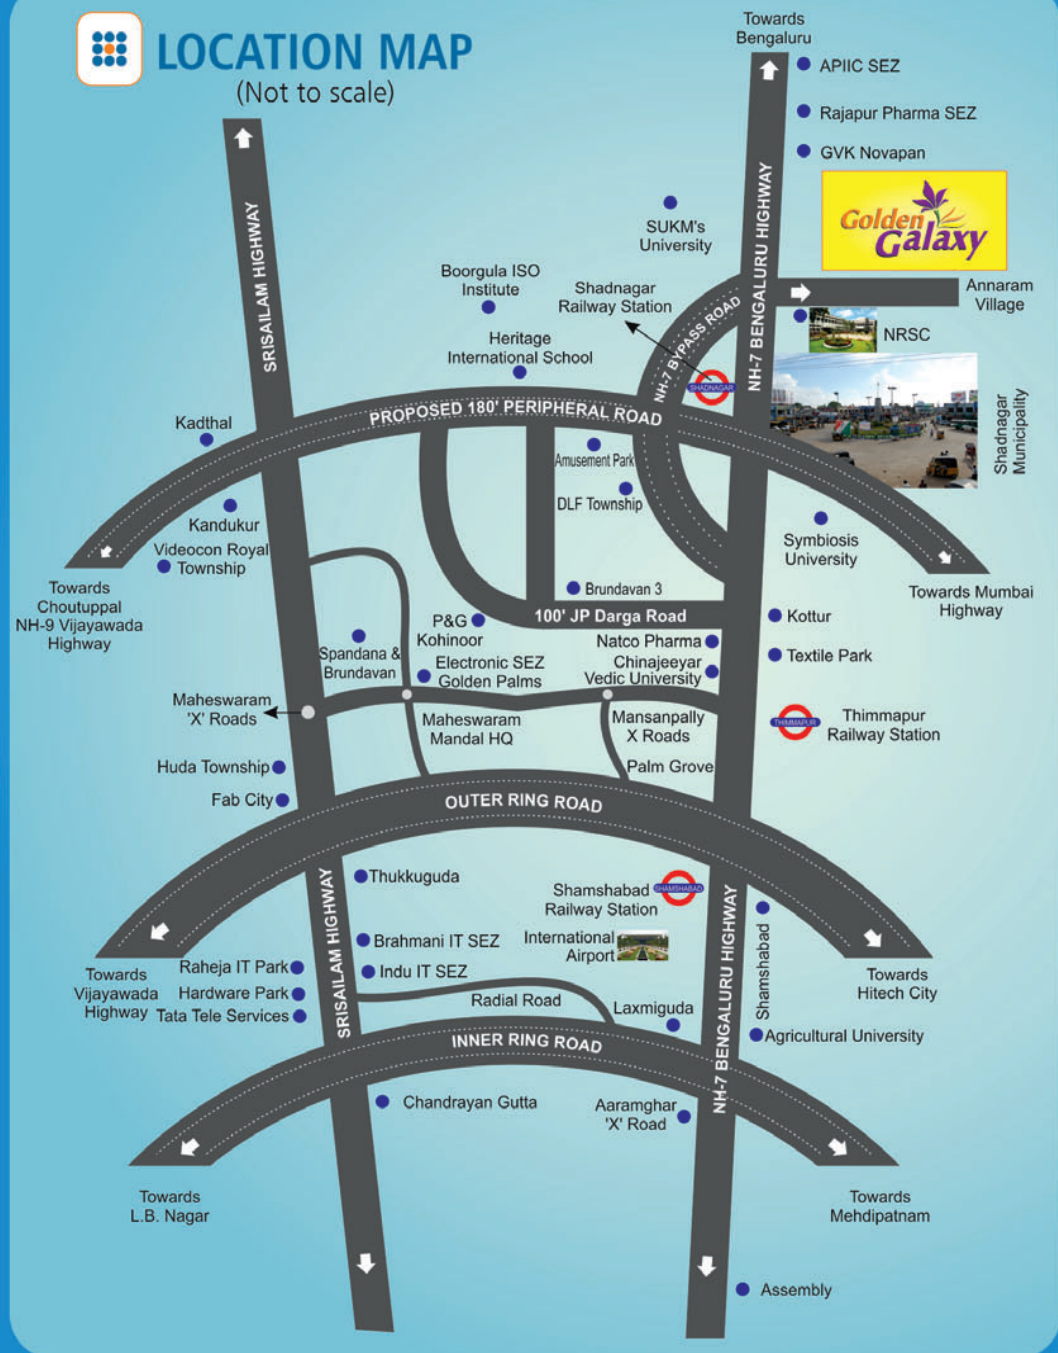 LOCATION MAP
(Not to scale)
Towards
Bengaluru
APIIC SEZ
Rajapur Pharma SEZ
GVK Novapan
Golden
Galaxy
SRISAILAM HIGHWAY
NH-7 BENGALURU HIGHWAY
SUKM's
University
Boorgula ISO
Institute
Shadnagar
Railway Station
NH-7 BYPASS ROAD
Annaram
Village
NRSC
Heritage
International School
SHADNAGAR
Shadnagar
Municipality
PROPOSED 180' PERIPHERAL ROAD
Kadthal
Amusement Park
DLF Township
Kandukur
Videocon Royal
Township
Symbiosis
University
Towards
Choutuppal
NH-9 Vijayawada
Highway
Towards Mumbai
Highway
Brundavan 3
100' JP Darga Road
P&G
Kohinoor
Kottur
Natco Pharma
Spandana &
Brundavan
Electronic SEZ
Golden Palms
Chinajeeyar
Vedic University
Textile Park
Maheswaram
'X' Roads
Maheswaram
Mandal HQ
Mansanpally
X Roads
THIMMAPUR
Thimmapur
Railway Station
Huda Township
Palm Grove
Fab City
OUTER RING ROAD
Thukkuguda
Shamshabad
Railway Station
SHAMSHABAD
SRISAILAM HIGHWAY
NH-7 BENGALURU HIGHWAY
Brahmani IT SEZ
International
Airport
Shamshabad
Towards
Vijayawada
Highway
Raheja IT Park
Indu IT SEZ
Hardware Park
Radial Road
Tata Tele Services
Laxmiguda
Towards
Hitech City
Agricultural University
INNER RING ROAD
Chandrayan Gutta
Aaramghar
'X' Road
Towards
L.B. Nagar
Towards
Mehdipatnam
Assembly